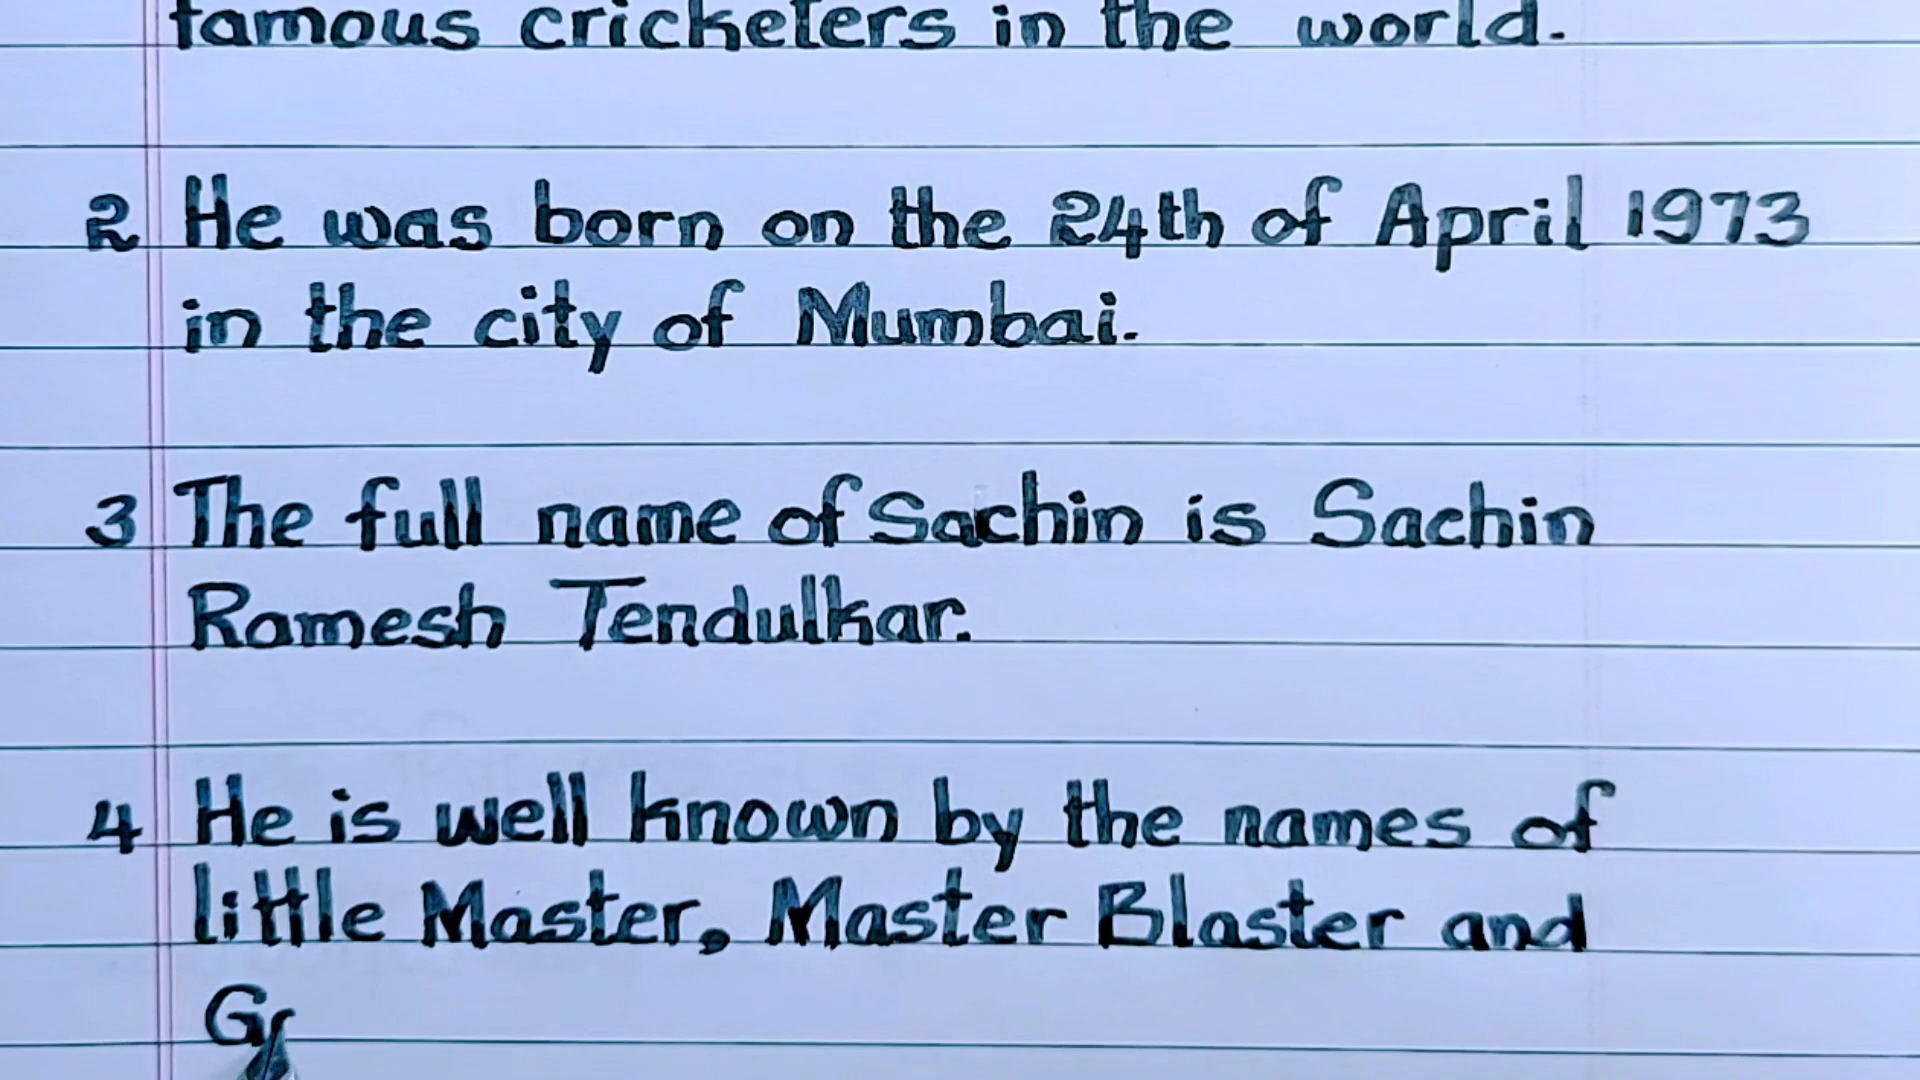 famous cricketers in the world.
2 He was born on the 24th of April 1973
in the city of Mumbai.
3 The full name of Sachin is Sachin
Ramesh Tendulkar.
4 He is well known by the names of
little Master, Master Blaster and
Gr